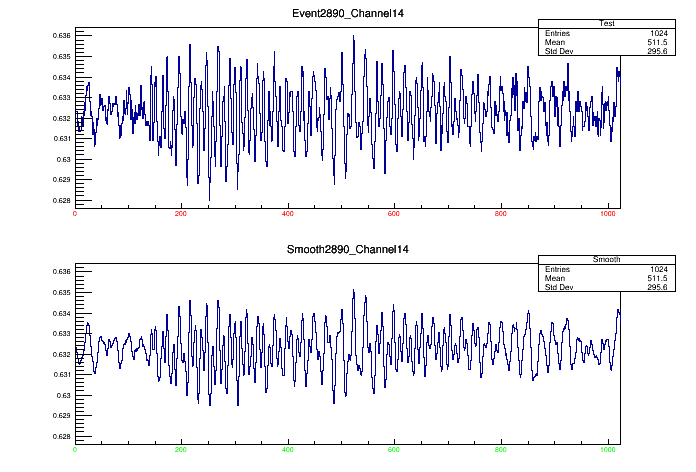 Event2890_Channel14
Test
Entries 1024
Mean 511.5
Std Dev 295.6
0.636
0.635
0.634
0.633
0.632
0.631
0.63
0.629
0.628
0 200 400 600 800 1000
Smooth2890_Channel14
Smooth
Entries 1024
Mean 511.5
Std Dev 295.6
0.636
0.635
0.634
0.633
0.632
0.631
0.63
0.629
0.628
0 200 400 600 800 1000